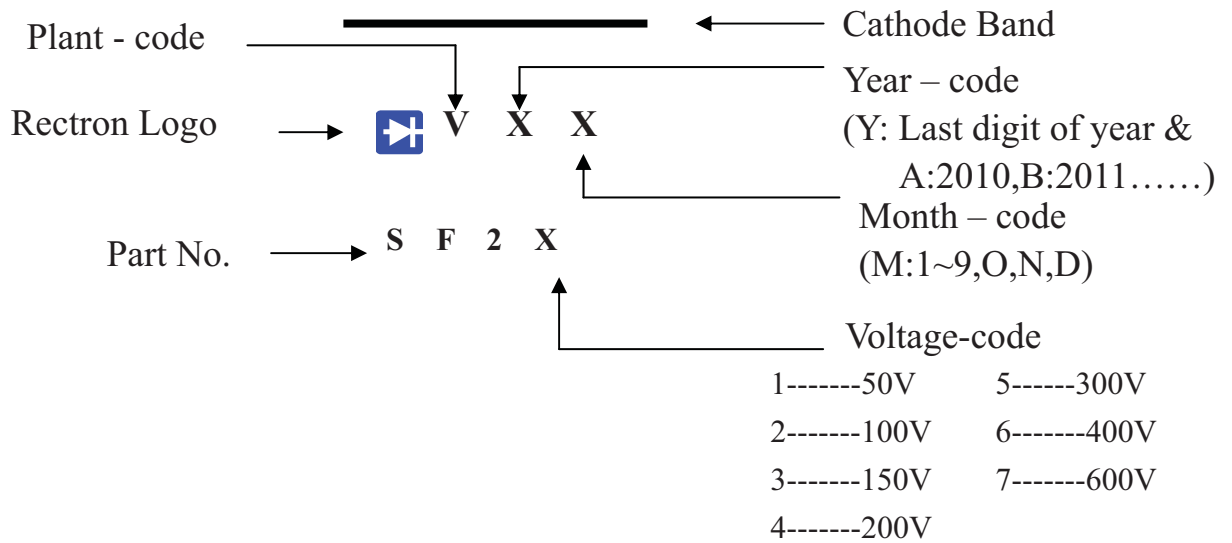 Plant - code
Cathode Band
Year – code
(Y: Last digit of year &
A:2010,B:2011……)
Rectron Logo
V X X
Month – code
(M:1~9,O,N,D)
Part No.
S F 2 X
Voltage-code
1-------50V 5------300V
2-------100V 6-------400V
3-------150V 7-------600V
4-------200V